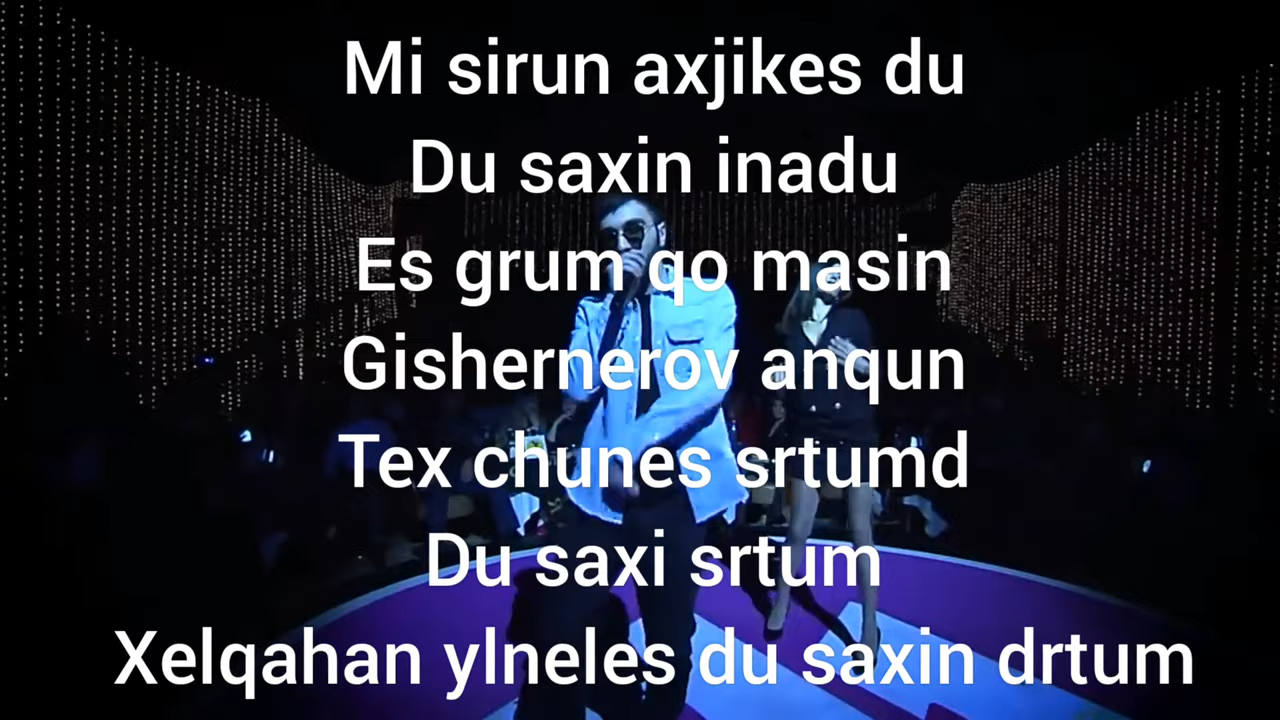 Mi sirun axjikes du
Du saxin inadu
Es grum qo masin
Gishernerov anqun
Tex chunes srtumd
Du saxi srtum
Xelqahan ylneles du saxin drtum